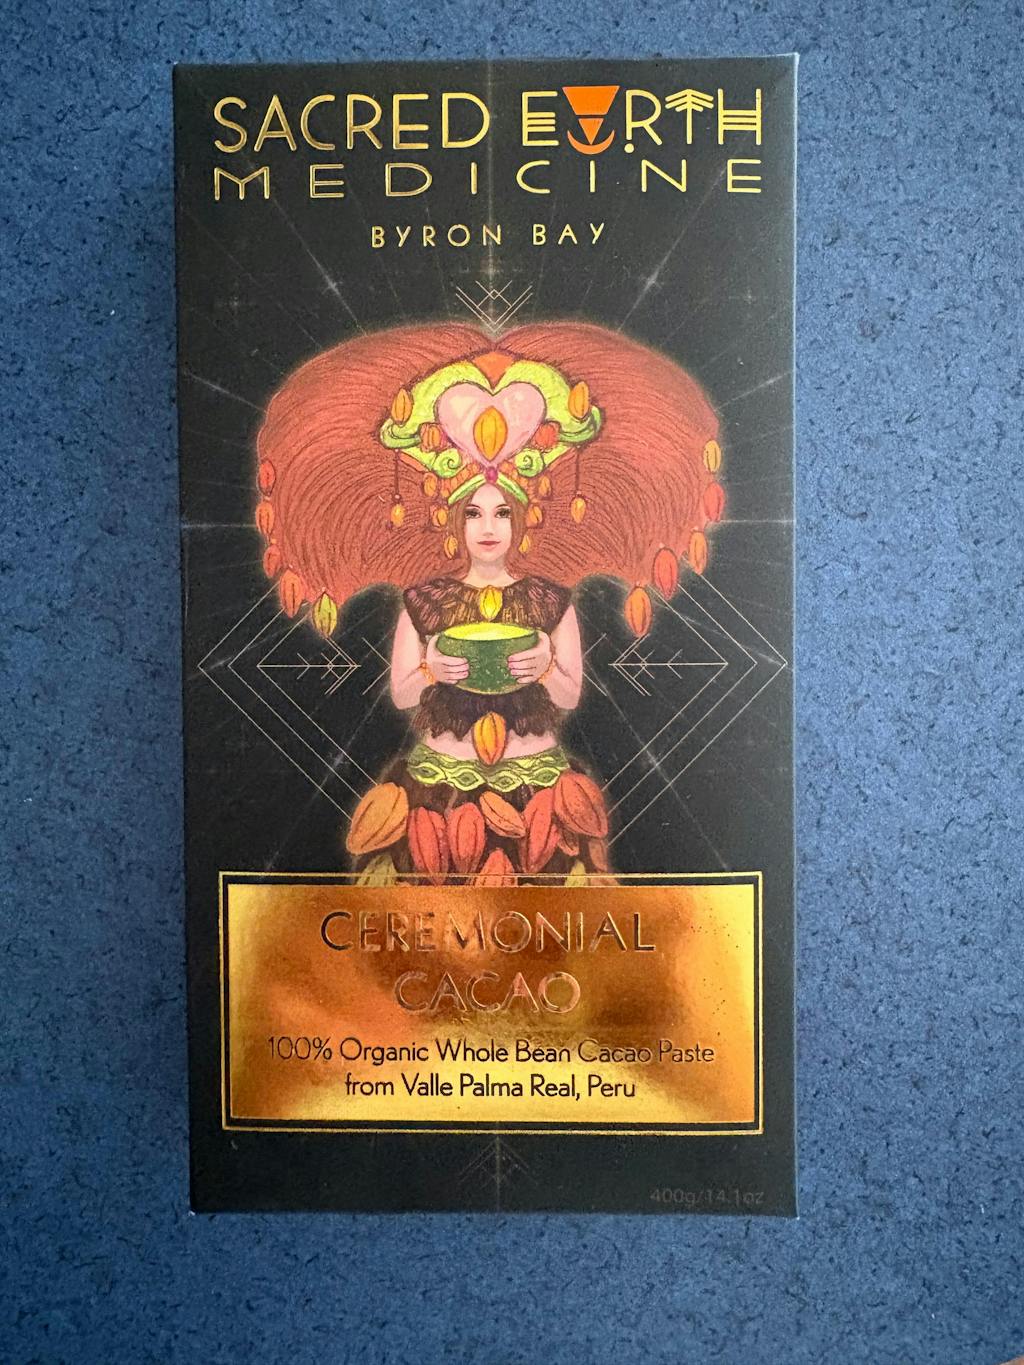 SACRED EARTH
MEDICINE
BYRON BAY
CEREMONIAL
CACAO
100% Organic Whole Bean Cacao Paste
from Valle Palma Real, Peru
400g/14.1oz